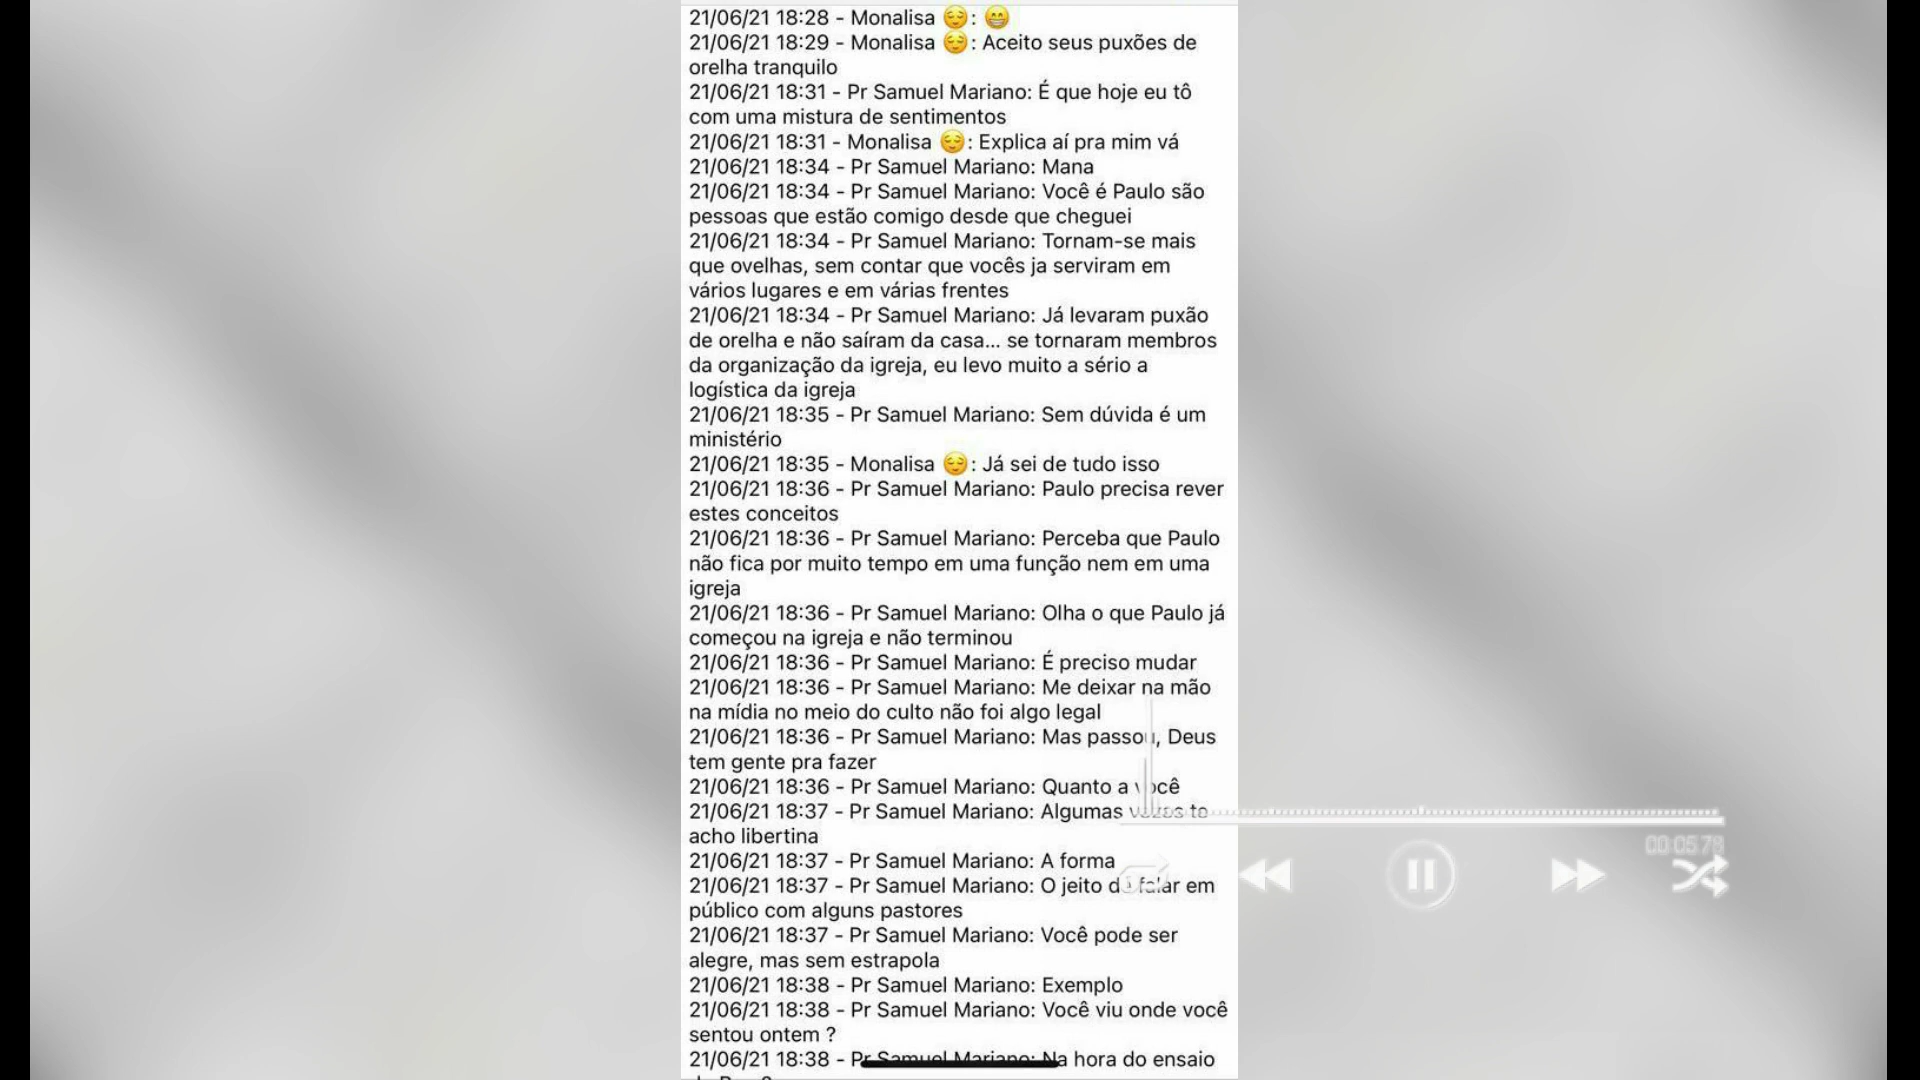 21/06/21 18:28 - Monalisa 😌: 😁
21/06/21 18:29 - Monalisa 😌: Aceito seus puxões de
orelha tranquilo
21/06/21 18:31 - Pr Samuel Mariano: É que hoje eu tô
com uma mistura de sentimentos
21/06/21 18:31 - Monalisa 😌: Explica aí pra mim vá
21/06/21 18:34 - Pr Samuel Mariano: Mana
21/06/21 18:34 - Pr Samuel Mariano: Você é Paulo são
pessoas que estão comigo desde que cheguei
21/06/21 18:34 - Pr Samuel Mariano: Tornam-se mais
que ovelhas, sem contar que vocês ja serviram em
vários lugares e em várias frentes
21/06/21 18:34 - Pr Samuel Mariano: Já levaram puxão
de orelha e não saíram da casa... se tornaram membros
da organização da igreja, eu levo muito a sério a
logística da igreja
21/06/21 18:35 - Pr Samuel Mariano: Sem dúvida é um
ministério
21/06/21 18:35 - Monalisa 😌: Já sei de tudo isso
21/06/21 18:36 - Pr Samuel Mariano: Paulo precisa rever
estes conceitos
21/06/21 18:36 - Pr Samuel Mariano: Perceba que Paulo
não fica por muito tempo em uma função nem em uma
igreja
21/06/21 18:36 - Pr Samuel Mariano: Olha o que Paulo já
começou na igreja e não terminou
21/06/21 18:36 - Pr Samuel Mariano: É preciso mudar
21/06/21 18:36 - Pr Samuel Mariano: Me deixar na mão
na mídia no meio do culto não foi algo legal
21/06/21 18:36 - Pr Samuel Mariano: Mas passou, Deus
tem gente pra fazer
21/06/21 18:36 - Pr Samuel Mariano: Quanto a você
21/06/21 18:37 - Pr Samuel Mariano: Algumas vezes te
acho libertina
21/06/21 18:37 - Pr Samuel Mariano: A forma
21/06/21 18:37 - Pr Samuel Mariano: O jeito de falar em
público com alguns pastores
21/06/21 18:37 - Pr Samuel Mariano: Você pode ser
alegre, mas sem estrapola
21/06/21 18:38 - Pr Samuel Mariano: Exemplo
21/06/21 18:38 - Pr Samuel Mariano: Você viu onde você
sentou ontem ?
21/06/21 18:38 - Pr Samuel Mariano: Na hora do ensaio
00:05.78